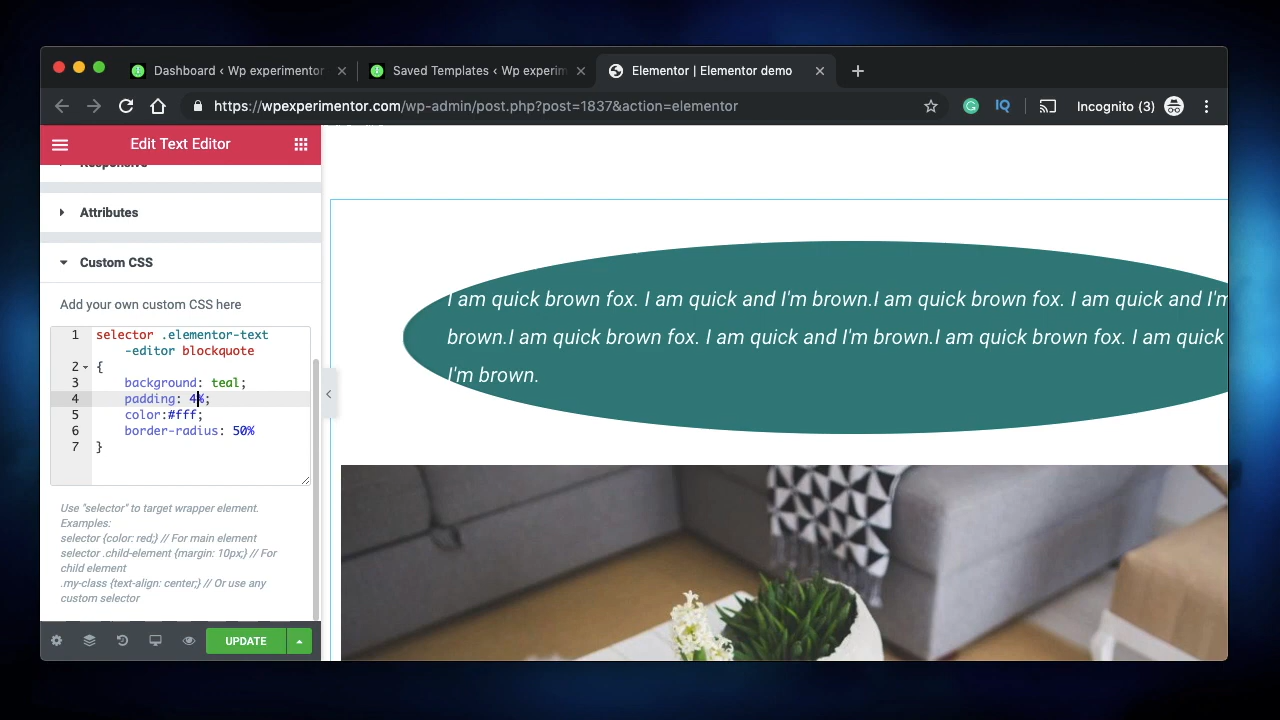 Dashboard ‹ Wp experimentor
Saved Templates ‹ Wp experim
Elementor | Elementor demo
https://wpexperimentor.com/wp-admin/post.php?post=1837&action=elementor
IQ
Incognito (3)
Edit Text Editor
Responsive
Attributes
Custom CSS
Add your own custom CSS here
1 selector .elementor-text
-editor blockquote
2 {
3 background: teal;
4 padding: 4%;
5 color:#fff;
6 border-radius: 50%
7 }
Use "selector" to target wrapper element.
Examples:
selector {color: red;} // For main element
selector .child-element {margin: 10px;} // For
child element
.my-class {text-align: center;} // Or use any
custom selector
UPDATE
I am quick brown fox. I am quick and I'm brown.I am quick brown fox. I am quick and I'm
brown.I am quick brown fox. I am quick and I'm brown.I am quick brown fox. I am quick
I'm brown.